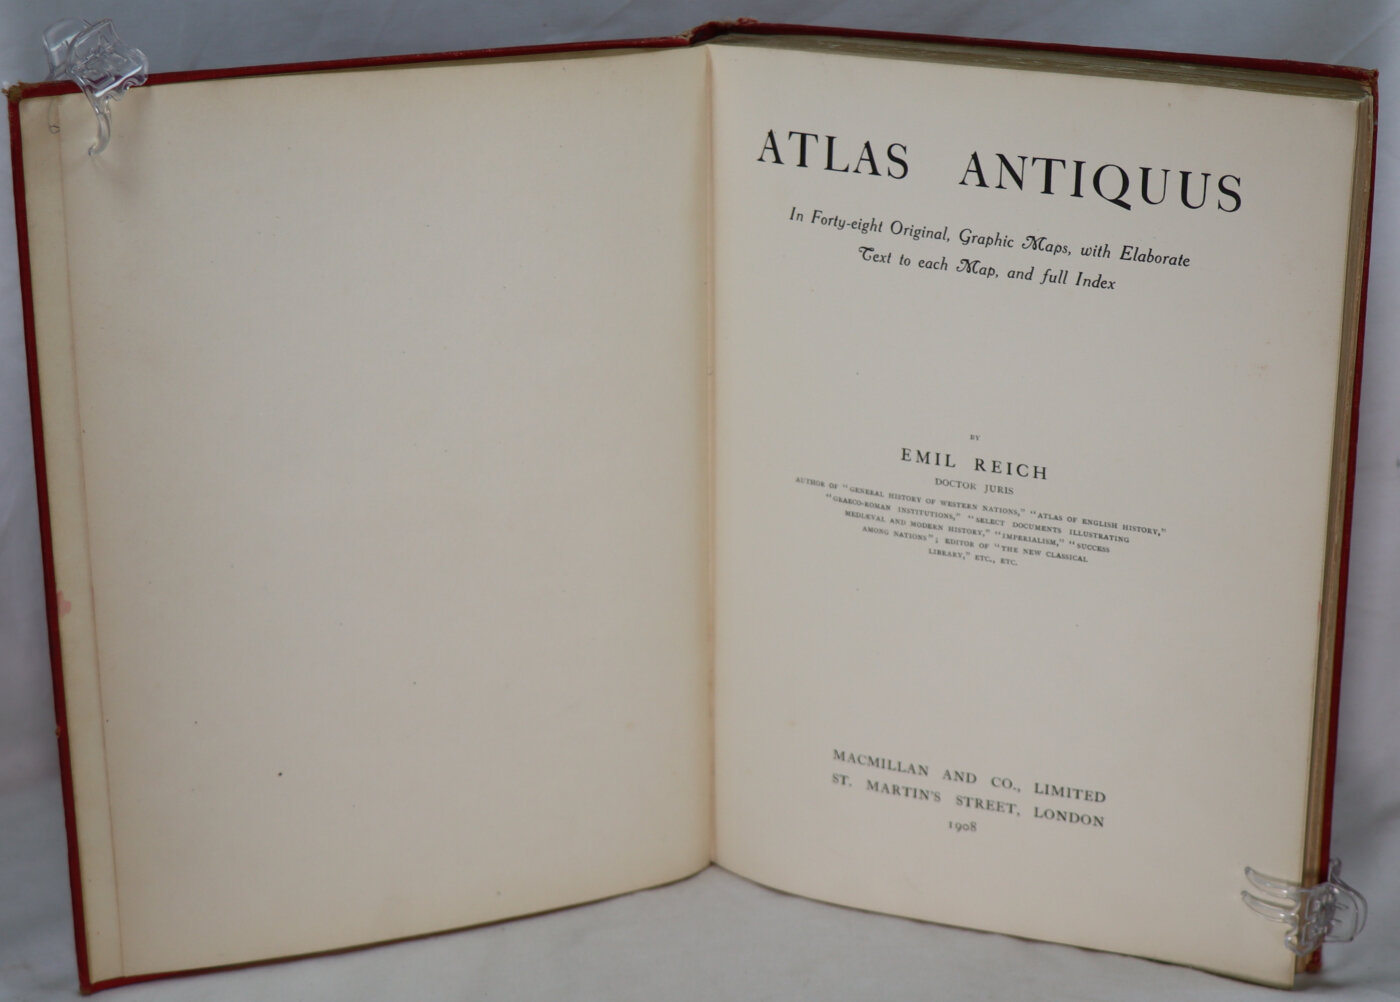 ATLAS ANTIQUUS
In Forty-eight Original, Graphic Maps, with Elaborate
Text to each Map, and full Index
BY
EMIL REICH
DOCTOR JURIS
AUTHOR OF "GENERAL HISTORY OF WESTERN NATIONS," "ATLAS OF ENGLISH HISTORY,"
"GRAECO-ROMAN INSTITUTIONS," "SELECT DOCUMENTS ILLUSTRATING
MEDIÆVAL AND MODERN HISTORY," "IMPERIALISM," "SUCCESS
AMONG NATIONS"; EDITOR OF "THE NEW CLASSICAL
LIBRARY," ETC., ETC.
MACMILLAN AND CO., LIMITED
ST. MARTIN'S STREET, LONDON
1908